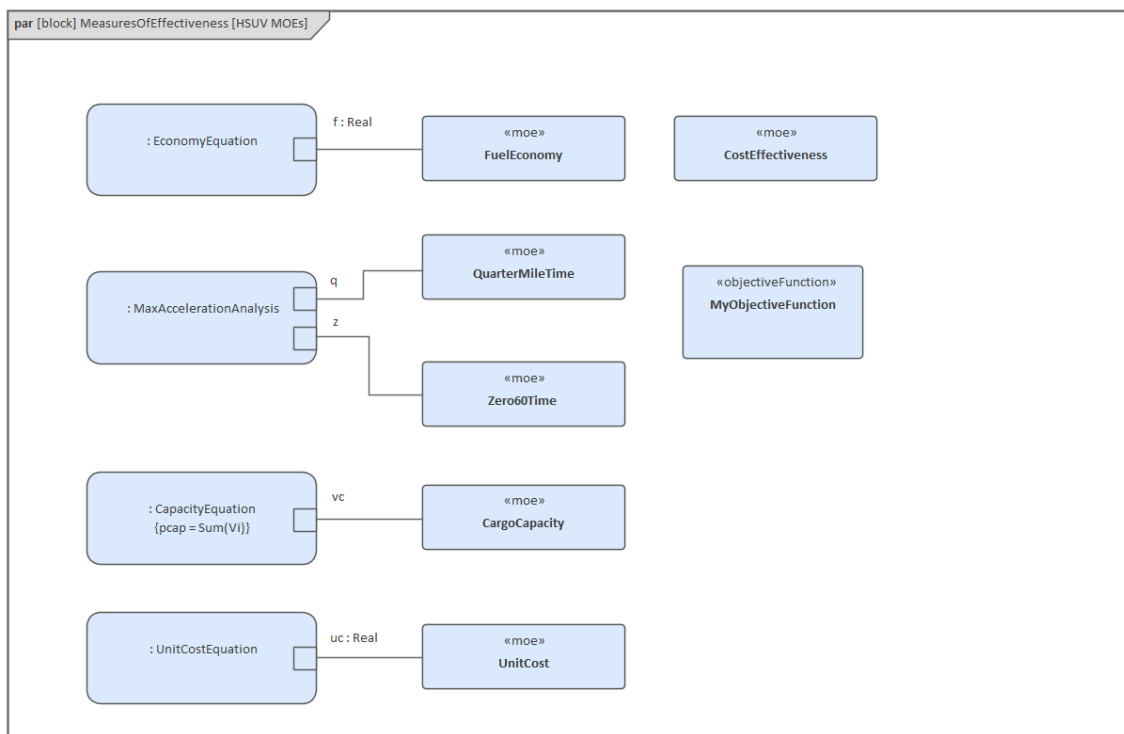 par [block] MeasuresOfEffectiveness [HSUV MOEs]
f : Real
: EconomyEquation
«moe»
FuelEconomy
«moe»
CostEffectiveness
q
: MaxAccelerationAnalysis
z
«moe»
QuarterMileTime
«objectiveFunction»
MyObjectiveFunction
«moe»
Zero60Time
vc
: CapacityEquation
{pcap = Sum(Vi)}
«moe»
CargoCapacity
uc : Real
: UnitCostEquation
«moe»
UnitCost